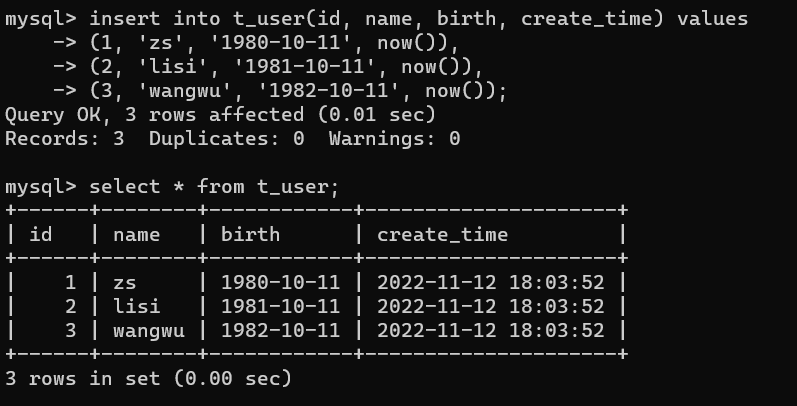 mysql> insert into t_user(id, name, birth, create_time) values
    -> (1, 'zs', '1980-10-11', now()),
    -> (2, 'lisi', '1981-10-11', now()),
    -> (3, 'wangwu', '1982-10-11', now());
Query OK, 3 rows affected (0.01 sec)
Records: 3  Duplicates: 0  Warnings: 0

mysql> select * from t_user;
+------+--------+------------+---------------------+
| id   | name   | birth      | create_time         |
+------+--------+------------+---------------------+
|    1 | zs     | 1980-10-11 | 2022-11-12 18:03:52 |
|    2 | lisi   | 1981-10-11 | 2022-11-12 18:03:52 |
|    3 | wangwu | 1982-10-11 | 2022-11-12 18:03:52 |
+------+--------+------------+---------------------+
3 rows in set (0.00 sec)